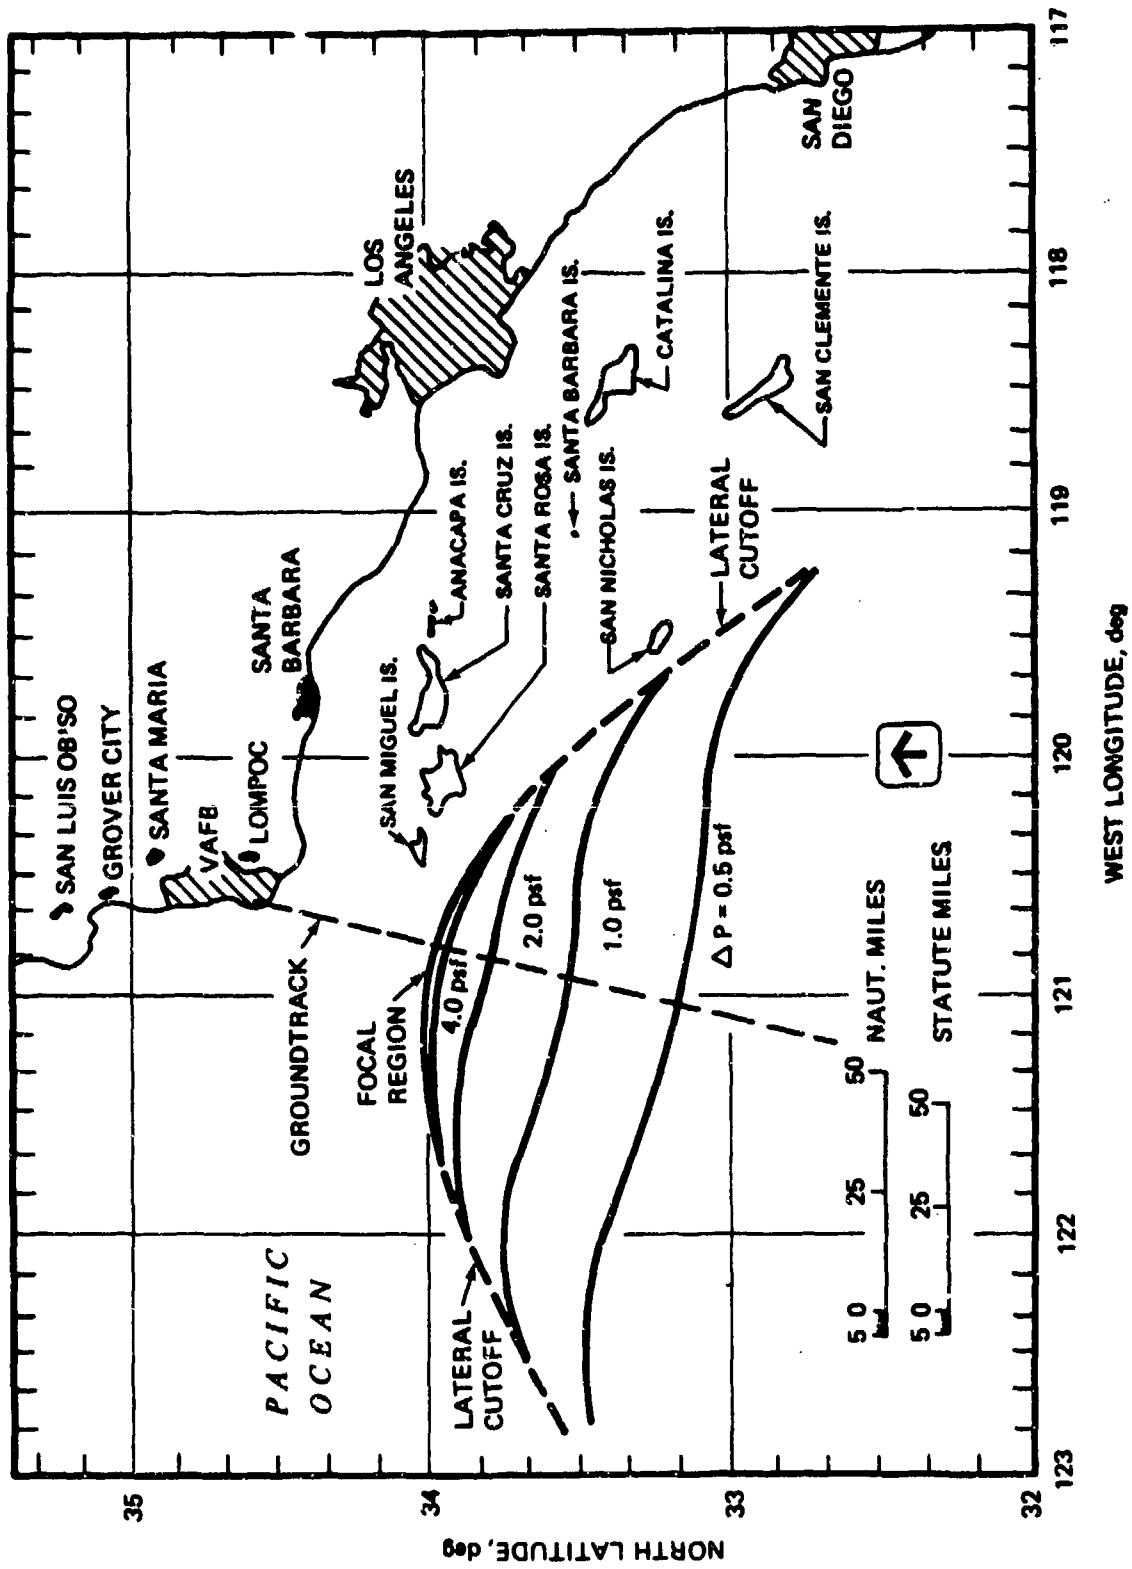 PACIFIC
OCEAN
SAN LUIS OB'SO
GROVER CITY
SANTA MARIA
VAFB
LOMPOC
SANTA
BARBARA
LOS
ANGELES
GROUNDTRACK
FOCAL
REGION
SAN MIGUEL IS.
ANACAPA IS.
SANTA CRUZ IS.
SANTA ROSA IS.
SANTA BARBARA IS.
CATALINA IS.
SAN NICHOLAS IS.
SAN CLEMENTE IS.
SAN
DIEGO
LATERAL
CUTOFF
LATERAL
CUTOFF
4.0 psf
2.0 psf
1.0 psf
Δ P = 0.5 psf
5 0 25 50 NAUT. MILES
5 0 25 50 STATUTE MILES
35
34
33
32
NORTH LATITUDE, deg
123 122 121 120 119 118 117
WEST LONGITUDE, deg